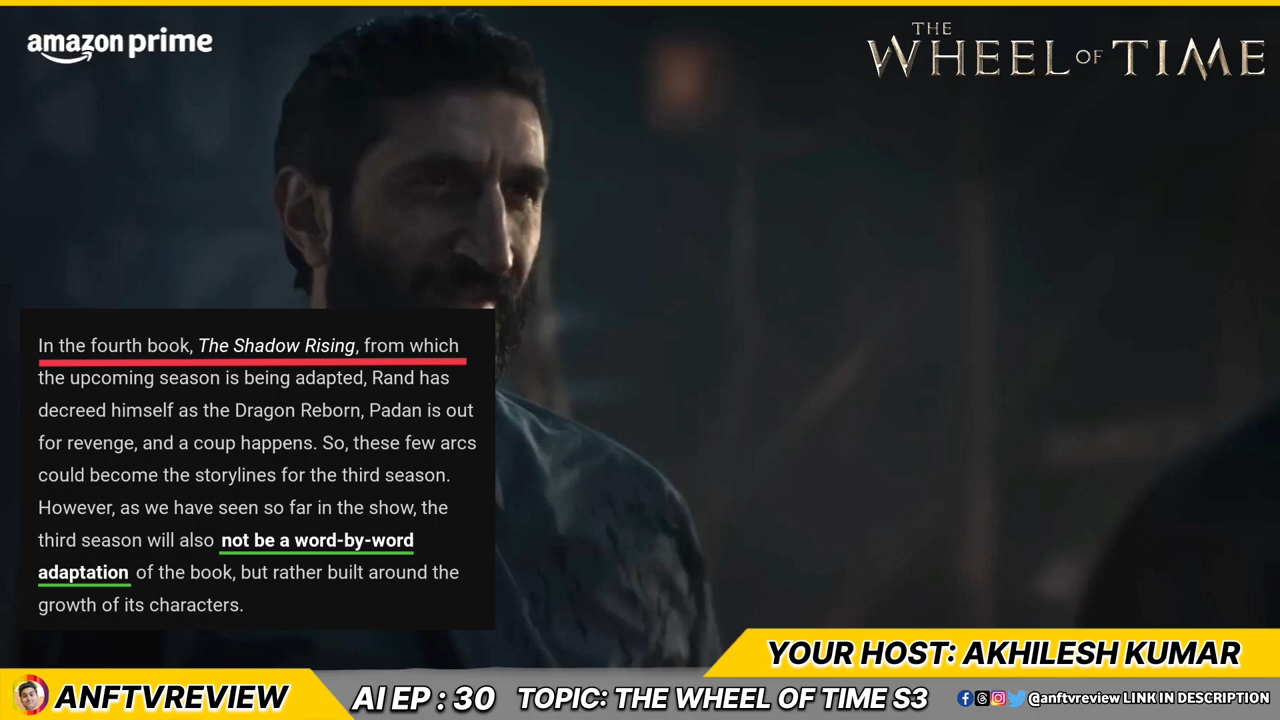 amazon prime
THE
WHEEL OF TIME
In the fourth book, The Shadow Rising, from which
the upcoming season is being adapted, Rand has
decreed himself as the Dragon Reborn, Padan is out
for revenge, and a coup happens. So, these few arcs
could become the storylines for the third season.
However, as we have seen so far in the show, the
third season will also not be a word-by-word
adaptation of the book, but rather built around the
growth of its characters.
YOUR HOST: AKHILESH KUMAR
ANFTVREVIEW
AI EP : 30
TOPIC: THE WHEEL OF TIME S3
@anftvreview LINK IN DESCRIPTION